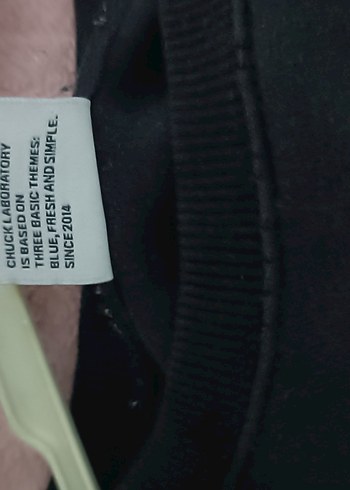 CHUCK LABORATORY
IS BASED ON
THREE BASIC THEMES:
BLUE, FRESH AND SIMPLE.
SINCE 2014